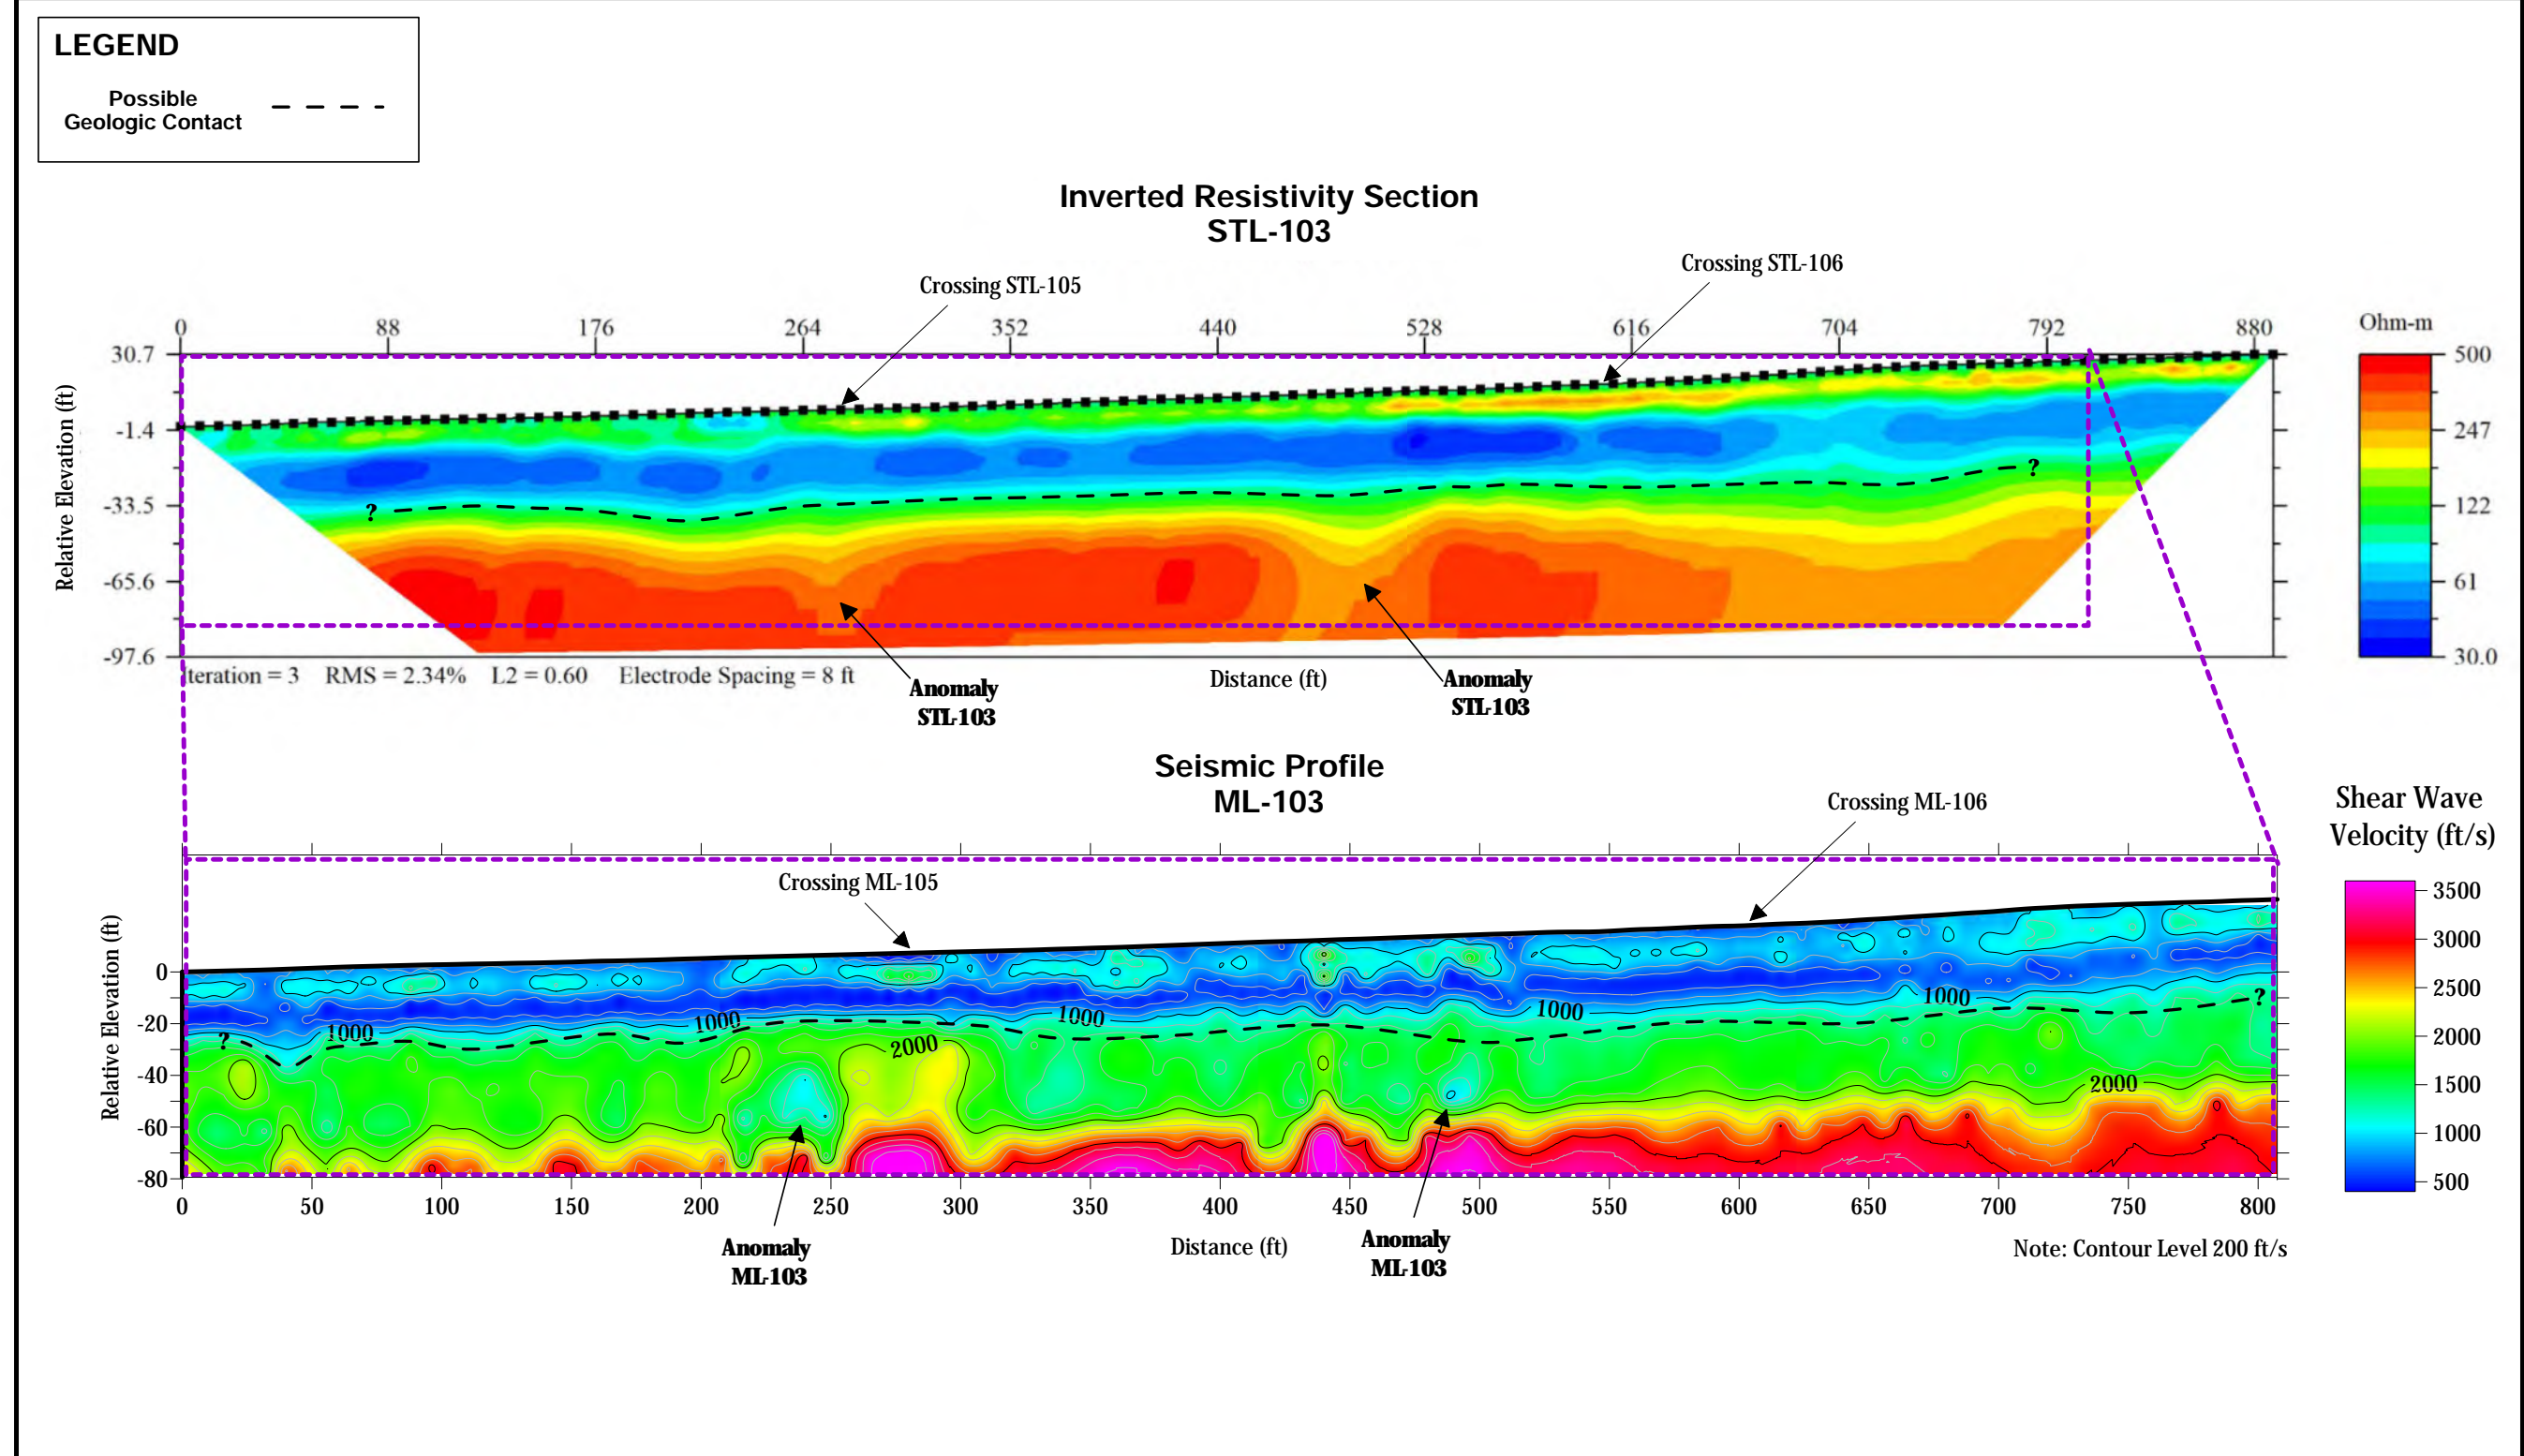 LEGEND
Possible
Geologic Contact
Inverted Resistivity Section
STL-103
Crossing STL-105
Crossing STL-106
0 88 176 264 352 440 528 616 704 792 880
Ohm-m
Relative Elevation (ft)
30.7
-1.4
-33.5
-65.6
-97.6
500
247
122
61
30.0
?
?
teration = 3 RMS = 2.34% L2 = 0.60 Electrode Spacing = 8 ft
Distance (ft)
Anomaly
STL-103
Anomaly
STL-103
Seismic Profile
ML-103
Crossing ML-105
Crossing ML-106
Shear Wave
Velocity (ft/s)
3500
3000
2500
2000
1500
1000
500
Relative Elevation (ft)
0
-20
-40
-60
-80
?
1000
1000
1000
1000
1000
?
2000
2000
0 50 100 150 200 250 300 350 400 450 500 550 600 650 700 750 800
Anomaly
ML-103
Distance (ft)
Anomaly
ML-103
Note: Contour Level 200 ft/s